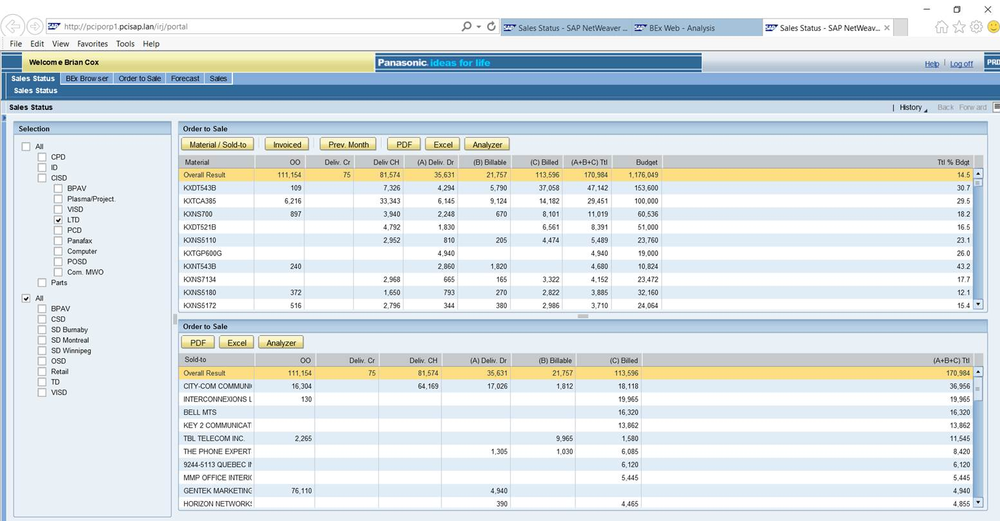 http://pciporp1.pcisap.lan/irj/portal
SAP Sales Status - SAP NetWeaver ... SAP BEx Web - Analysis SAP Sales Status - SAP NetWeav...
File Edit View Favorites Tools Help
Welcome Brian Cox Panasonic ideas for life Help Log off PRD
Sales Status BEx Browser Order to Sale Forecast Sales
Sales Status
Sales Status History Back Forward
Selection
All
CPD
ID
CISD
BPAV
Plasma/Project.
VISD
LTD
PCD
Panafax
Computer
POSD
Com. MWO
Parts
All
BPAV
CSD
SD Burnaby
SD Montreal
SD Winnipeg
OSD
Retail
TD
VISD
Order to Sale
Material / Sold-to Invoiced Prev. Month PDF Excel Analyzer
Material OO Deliv. Cr Deliv CH (A) Deliv. Dr (B) Billable (C) Billed (A+B+C) Ttl Budget Ttl % Bdgt
Overall Result 111,154 75 81,574 35,631 21,757 113,596 170,984 1,176,049 14.5
KXDT543B 109 7,326 4,294 5,790 37,058 47,142 153,600 30.7
KXTCA385 6,216 33,343 6,145 9,124 14,182 29,451 100,000 29.5
KXNS700 897 3,940 2,248 670 8,101 11,019 60,536 18.2
KXDT521B 4,792 1,830 6,561 8,391 51,000 16.5
KXNS5110 2,952 810 205 4,474 5,489 23,760 23.1
KXTGP600G 4,940 4,940 19,000 26.0
KXNT543B 240 2,860 1,820 4,680 10,824 43.2
KXNS7134 2,968 665 165 3,322 4,152 23,472 17.7
KXNS5180 372 1,650 793 270 2,822 3,885 32,160 12.1
KXNS5172 516 2,796 344 380 2,986 3,710 24,064 15.4
Order to Sale
PDF Excel Analyzer
Sold-to OO Deliv. Cr Deliv. CH (A) Deliv. Dr (B) Billable (C) Billed (A+B+C) Ttl
Overall Result 111,154 75 81,574 35,631 21,757 113,596 170,984
CITY-COM COMMUNI 16,304 64,169 17,026 1,812 18,118 36,956
INTERCONNEXIONS L 130 19,965 19,965
BELL MTS 16,320 16,320
KEY 2 COMMUNICAT 13,862 13,862
TBL TELECOM INC. 2,265 9,965 1,580 11,545
THE PHONE EXPERT 1,305 1,030 6,085 8,420
9244-5113 QUEBEC IN 6,120 6,120
MMP OFFICE INTERIO 5,445 5,445
GENTEK MARKETING 76,110 4,940 4,940
HORIZON NETWORKS 390 4,465 4,855